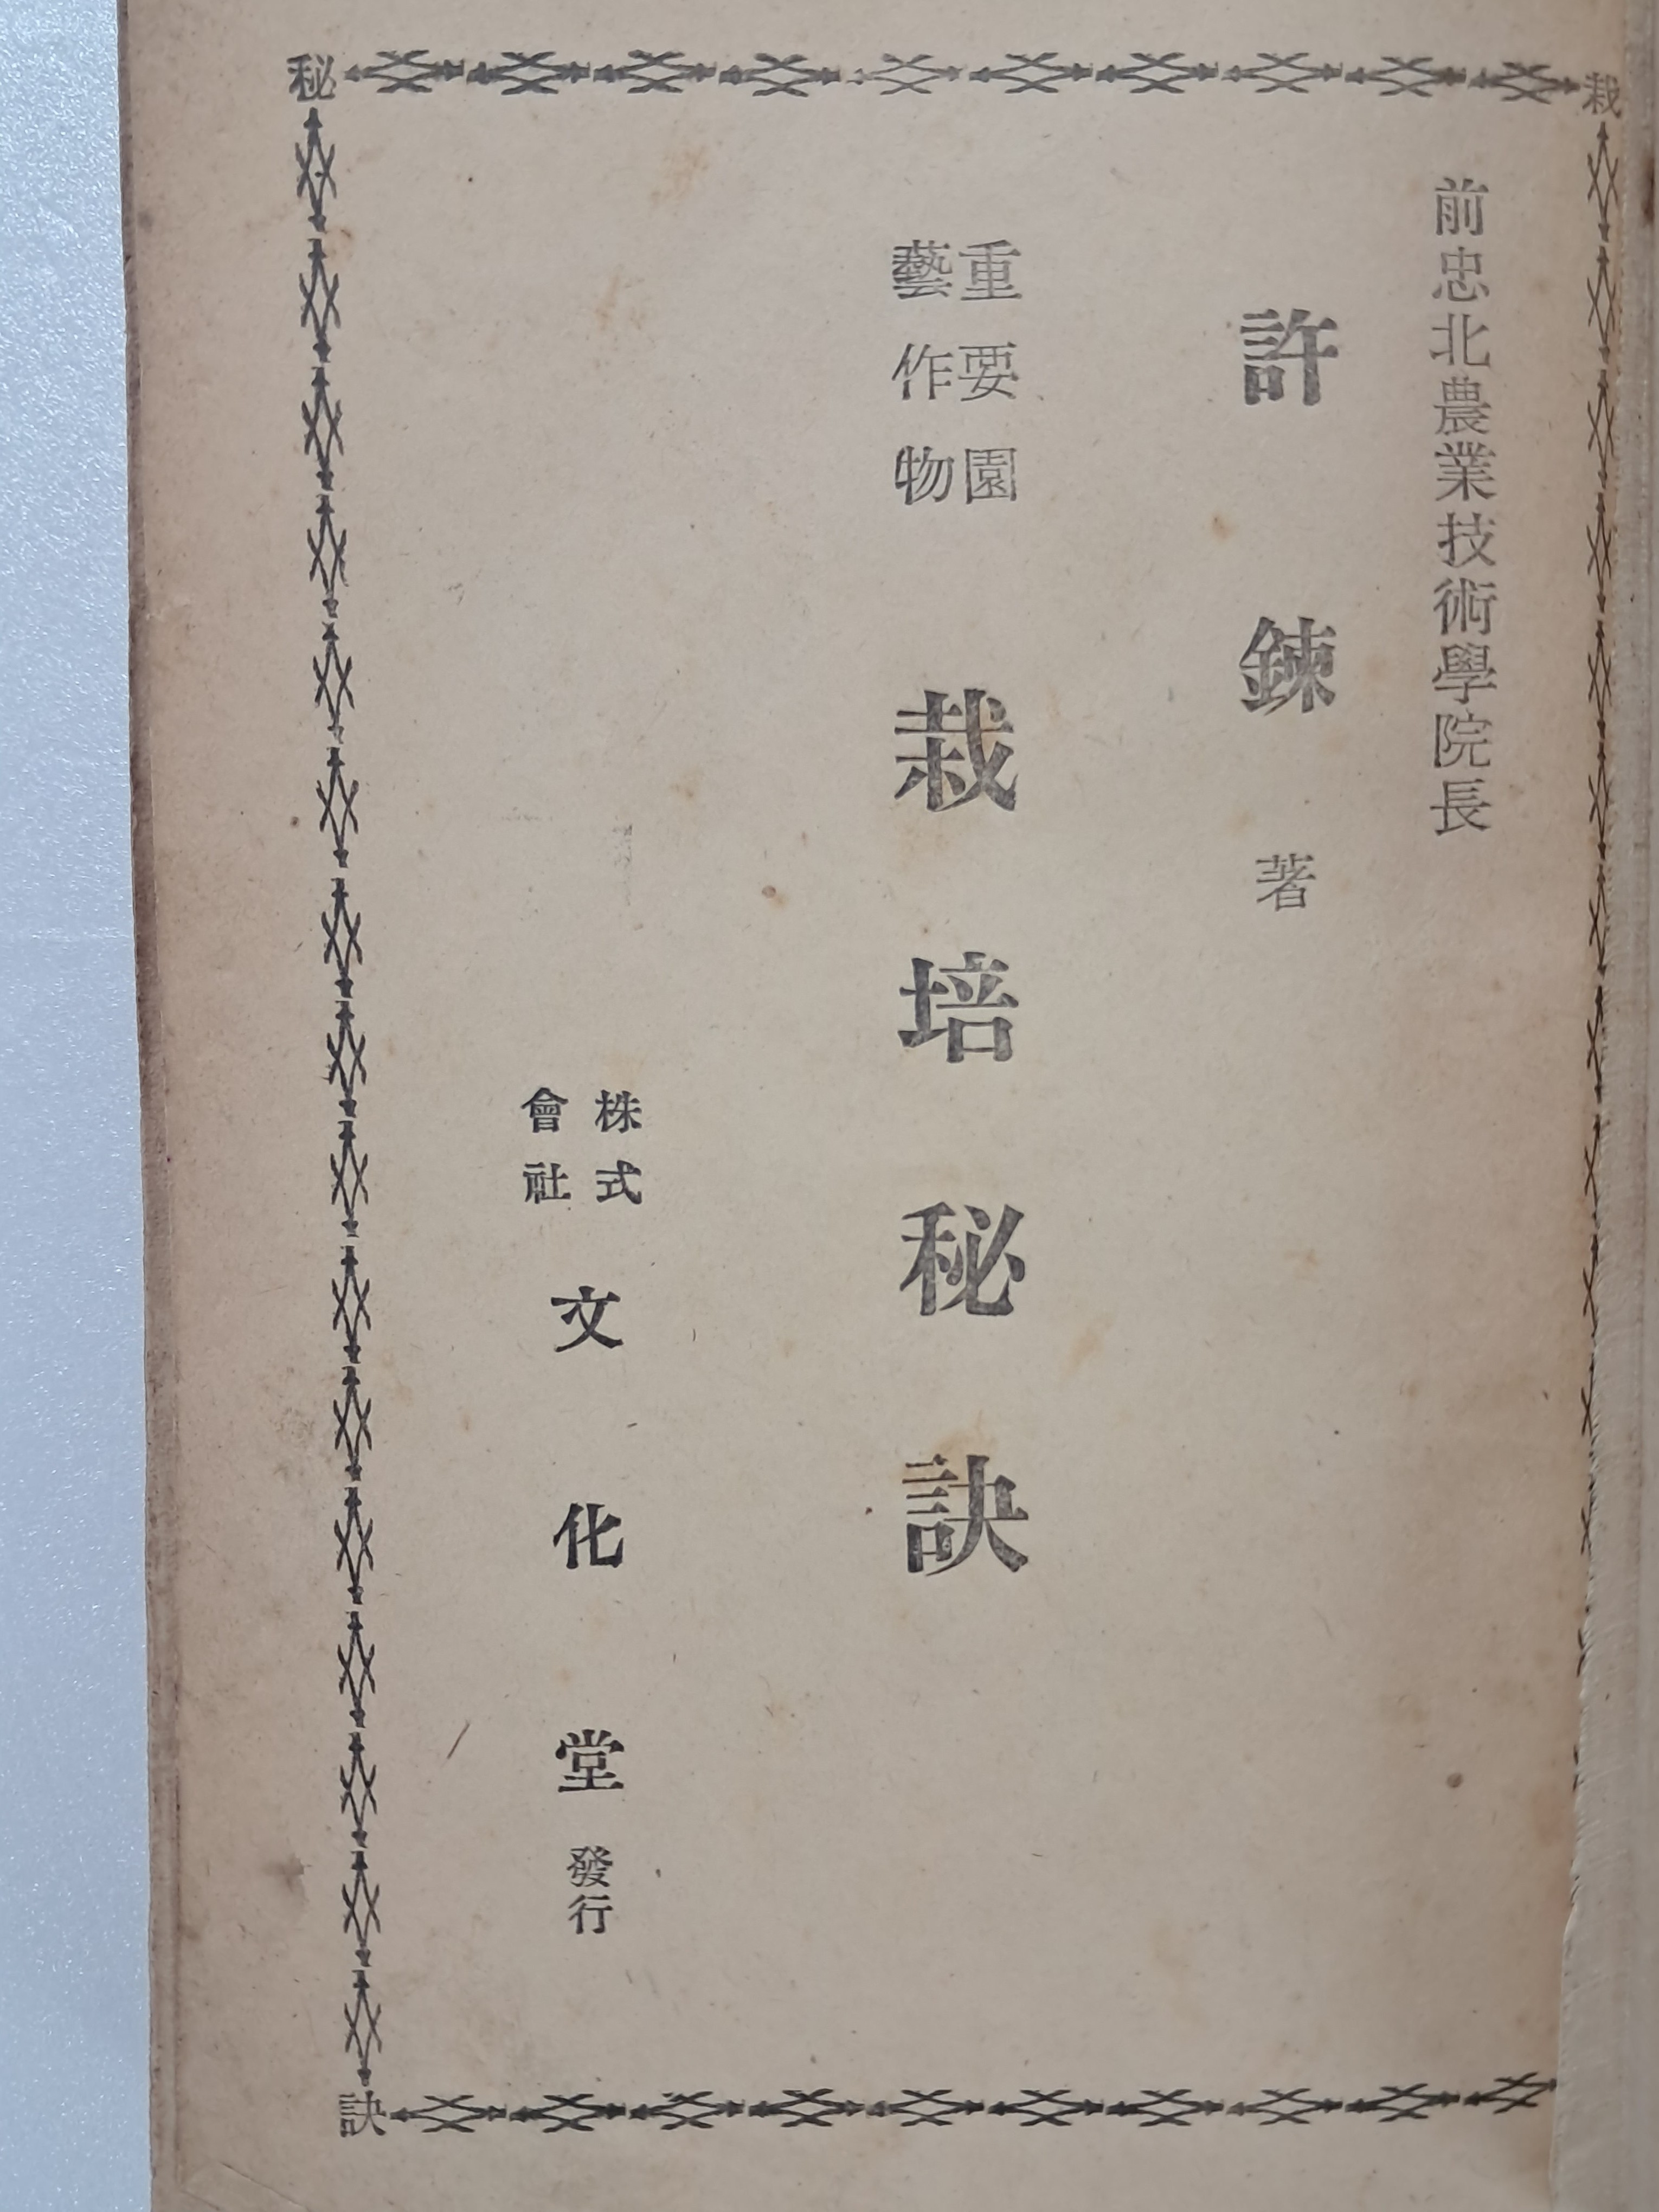 前忠北農業技術學院長
許鍊著
重要園
藝作物
栽培秘訣
株式
會社
文化堂發行
栽
秘
訣